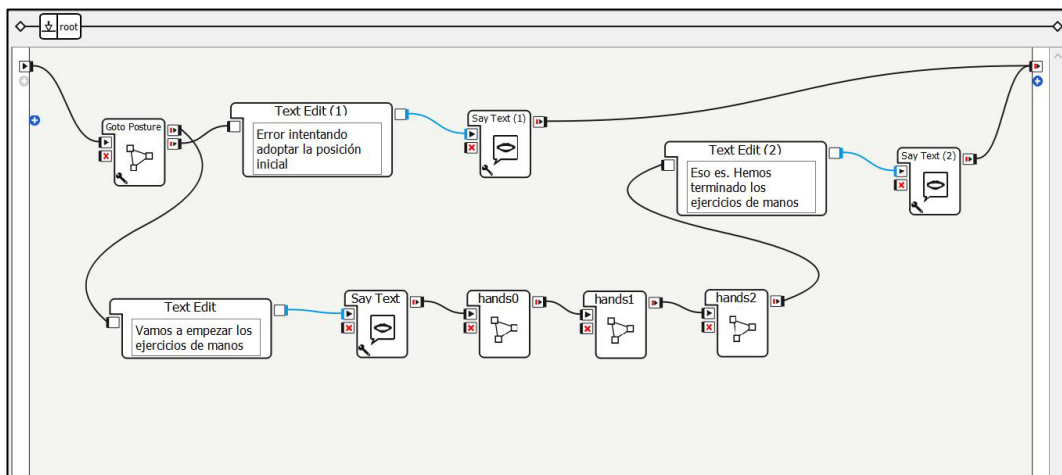 root
Goto Posture
Text Edit (1)
Error intentando
adoptar la posición
inicial
Say Text (1)
Text Edit (2)
Eso es. Hemos
terminado los
ejercicios de manos
Say Text (2)
Text Edit
Vamos a empezar los
ejercicios de manos
Say Text
hands0
hands1
hands2